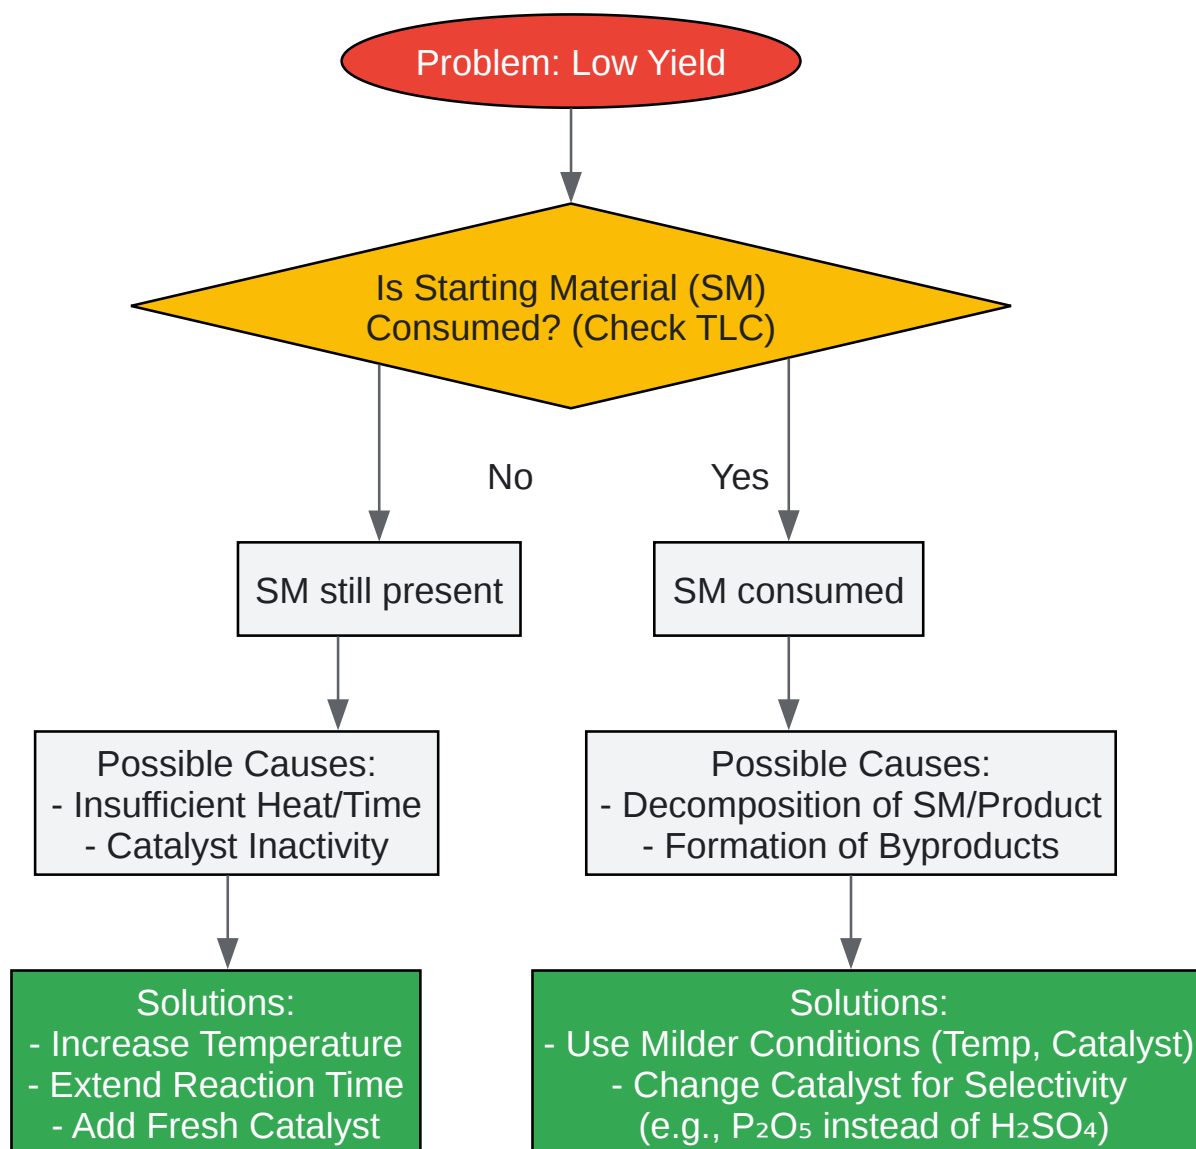 Problem: Low Yield
Is Starting Material (SM)
Consumed? (Check TLC)
No
Yes
SM still present
SM consumed
Possible Causes:
- Insufficient Heat/Time
- Catalyst Inactivity
Possible Causes:
- Decomposition of SM/Product
- Formation of Byproducts
Solutions:
- Increase Temperature
- Extend Reaction Time
- Add Fresh Catalyst
Solutions:
- Use Milder Conditions (Temp, Catalyst)
- Change Catalyst for Selectivity
(e.g., P₂O₅ instead of H₂SO₄)